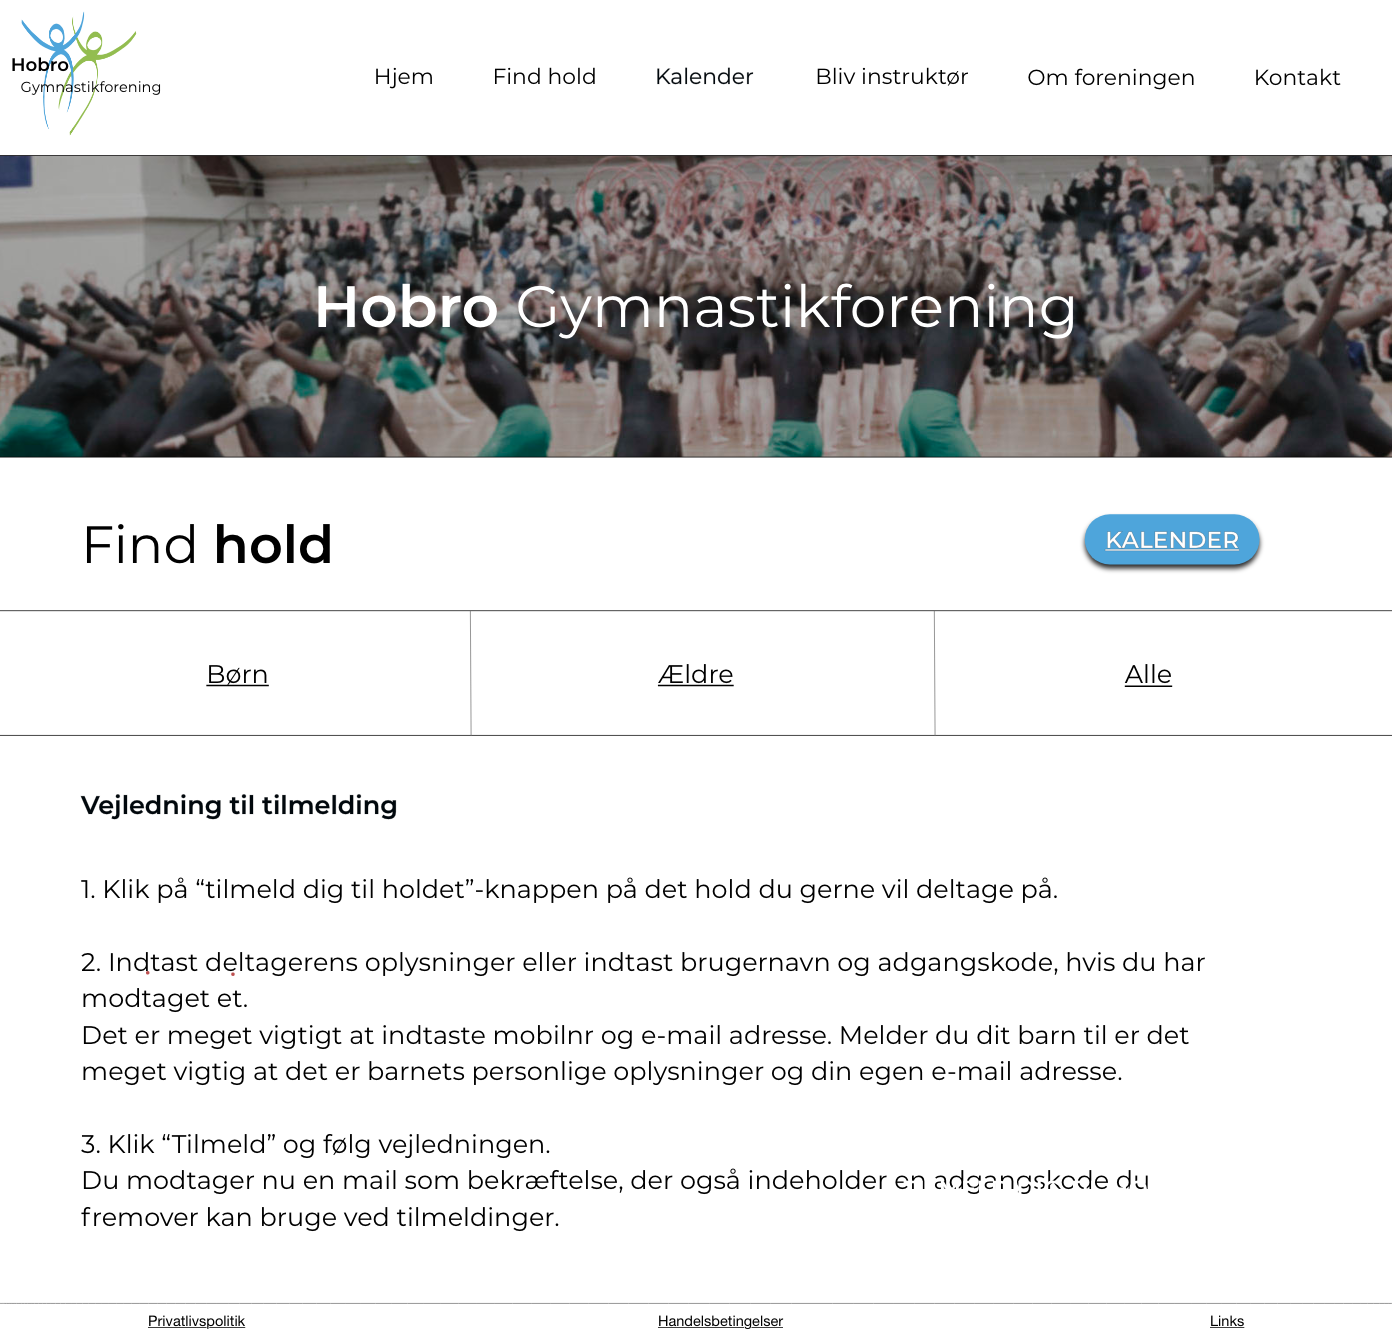 Hobro
Gymnastikforening
Hjem
Find hold
Kalender
Bliv instruktør
Om foreningen
Kontakt
Hobro Gymnastikforening
Find hold
KALENDER
Børn
Ældre
Alle
Vejledning til tilmelding
1. Klik på “tilmeld dig til holdet”-knappen på det hold du gerne vil deltage på.
2. Indtast deltagerens oplysninger eller indtast brugernavn og adgangskode, hvis du har
modtaget et.
Det er meget vigtigt at indtaste mobilnr og e-mail adresse. Melder du dit barn til er det
meget vigtig at det er barnets personlige oplysninger og din egen e-mail adresse.
3. Klik “Tilmeld” og følg vejledningen.
Du modtager nu en mail som bekræftelse, der også indeholder en adgangskode du
fremover kan bruge ved tilmeldinger.
Privatlivspolitik
Handelsbetingelser
Links